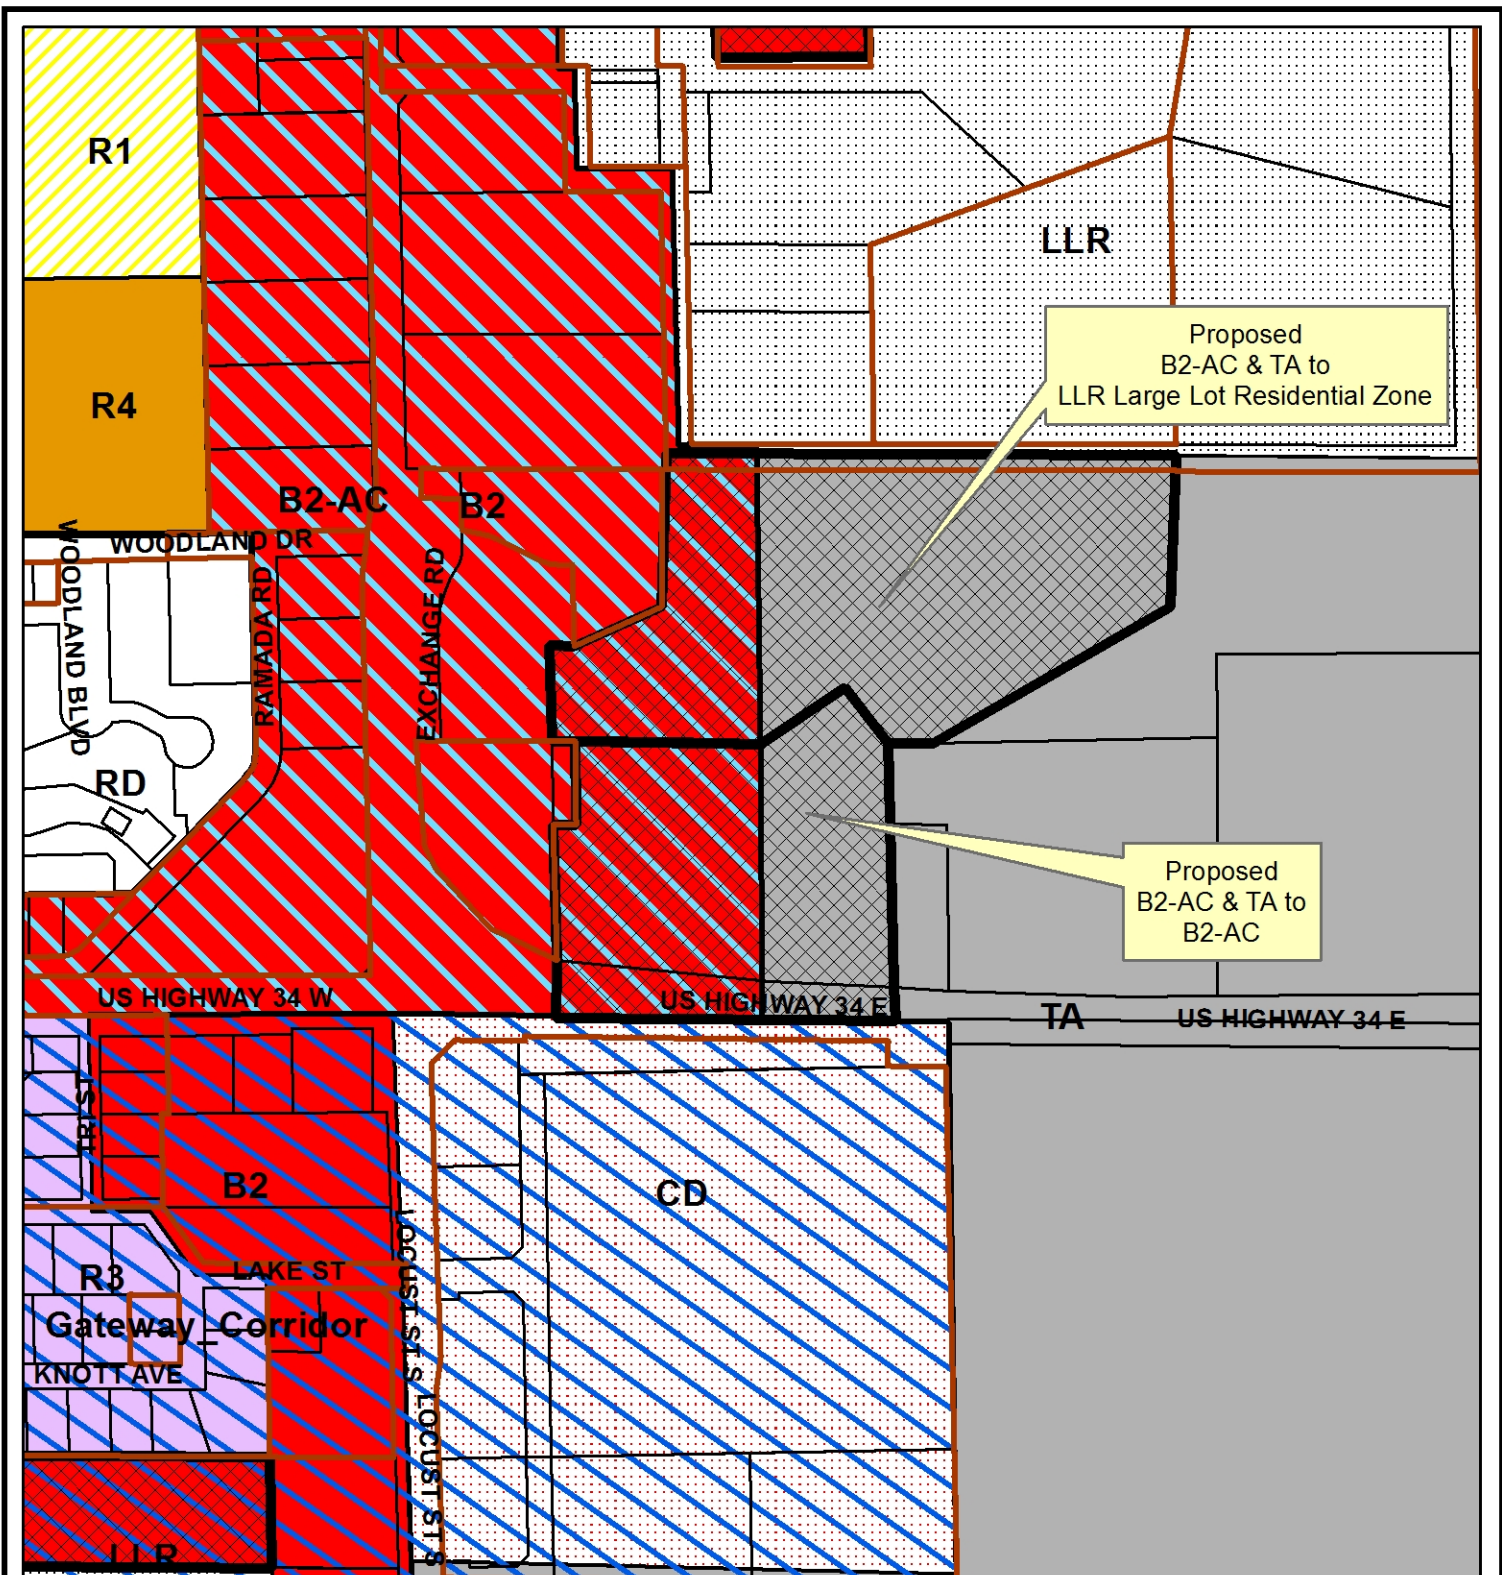 R1
LLR
Proposed
B2-AC & TA to
LLR Large Lot Residential Zone
R4
B2-AC
B2
WOODLAND DR
WOODLAND BLVD
RAMADA RD
EXCHANGE RD
RD
Proposed
B2-AC & TA to
B2-AC
US HIGHWAY 34 W
US HIGHWAY 34 E
TA
US HIGHWAY 34 E
B2
CD
R3
LAKE ST
LOCUST ST S
Gateway_Corridor
KNOTT AVE
LOCUST ST S
LLR